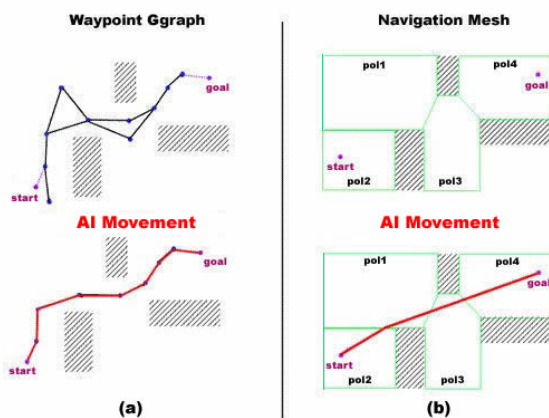 Waypoint Ggraph
goal
start
AI Movement
goal
start
(a)
Navigation Mesh
pol1
pol4
goal
start
pol2
pol3
AI Movement
pol1
pol4
goal
start
pol2
pol3
(b)